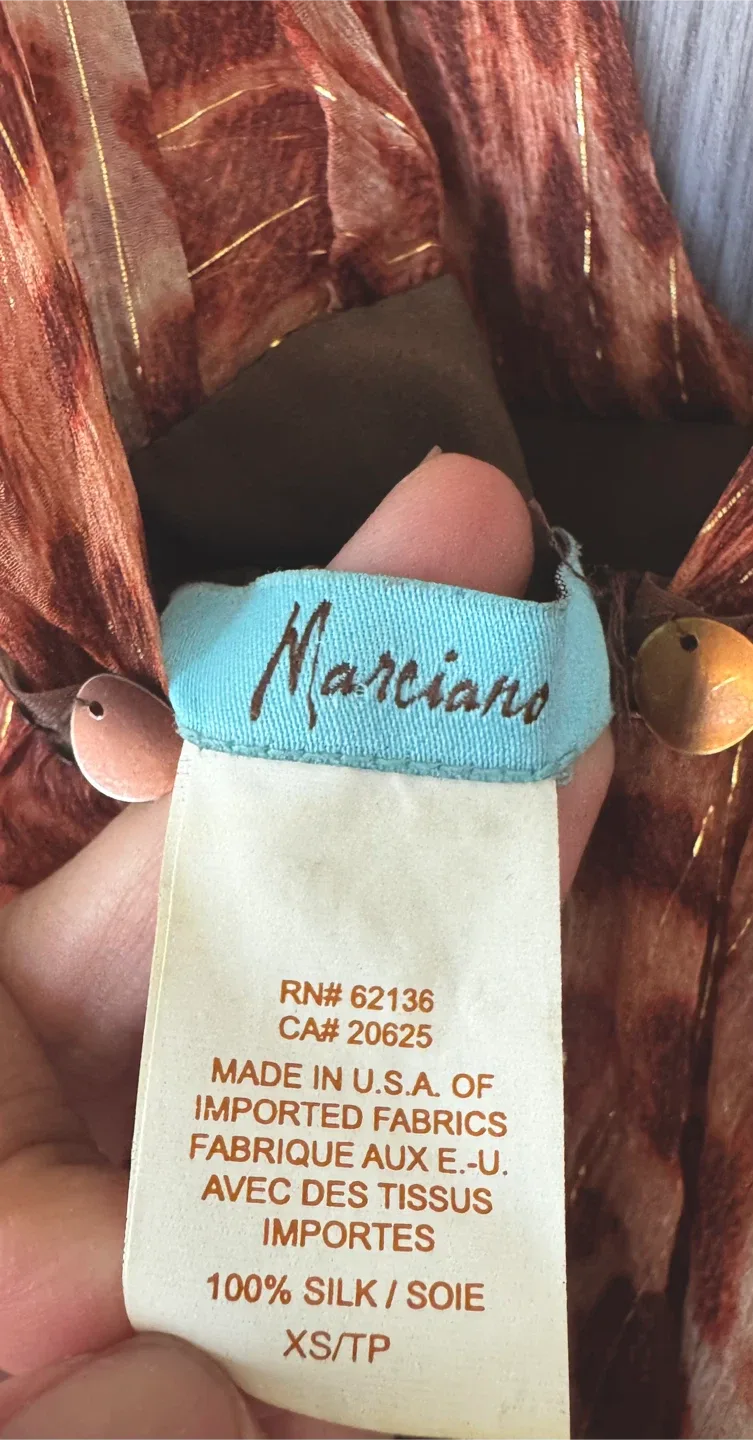 Marciano
RN# 62136
CA# 20625
MADE IN U.S.A. OF
IMPORTED FABRICS
FABRIQUE AUX E.-U.
AVEC DES TISSUS
IMPORTES
100% SILK / SOIE
XS/TP